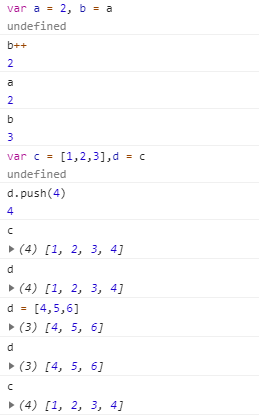 var a = 2, b = a
undefined
b++
2
a
2
b
3
var c = [1,2,3],d = c
undefined
d.push(4)
4
c
(4) [1, 2, 3, 4]
d
(4) [1, 2, 3, 4]
d = [4,5,6]
(3) [4, 5, 6]
d
(3) [4, 5, 6]
c
(4) [1, 2, 3, 4]